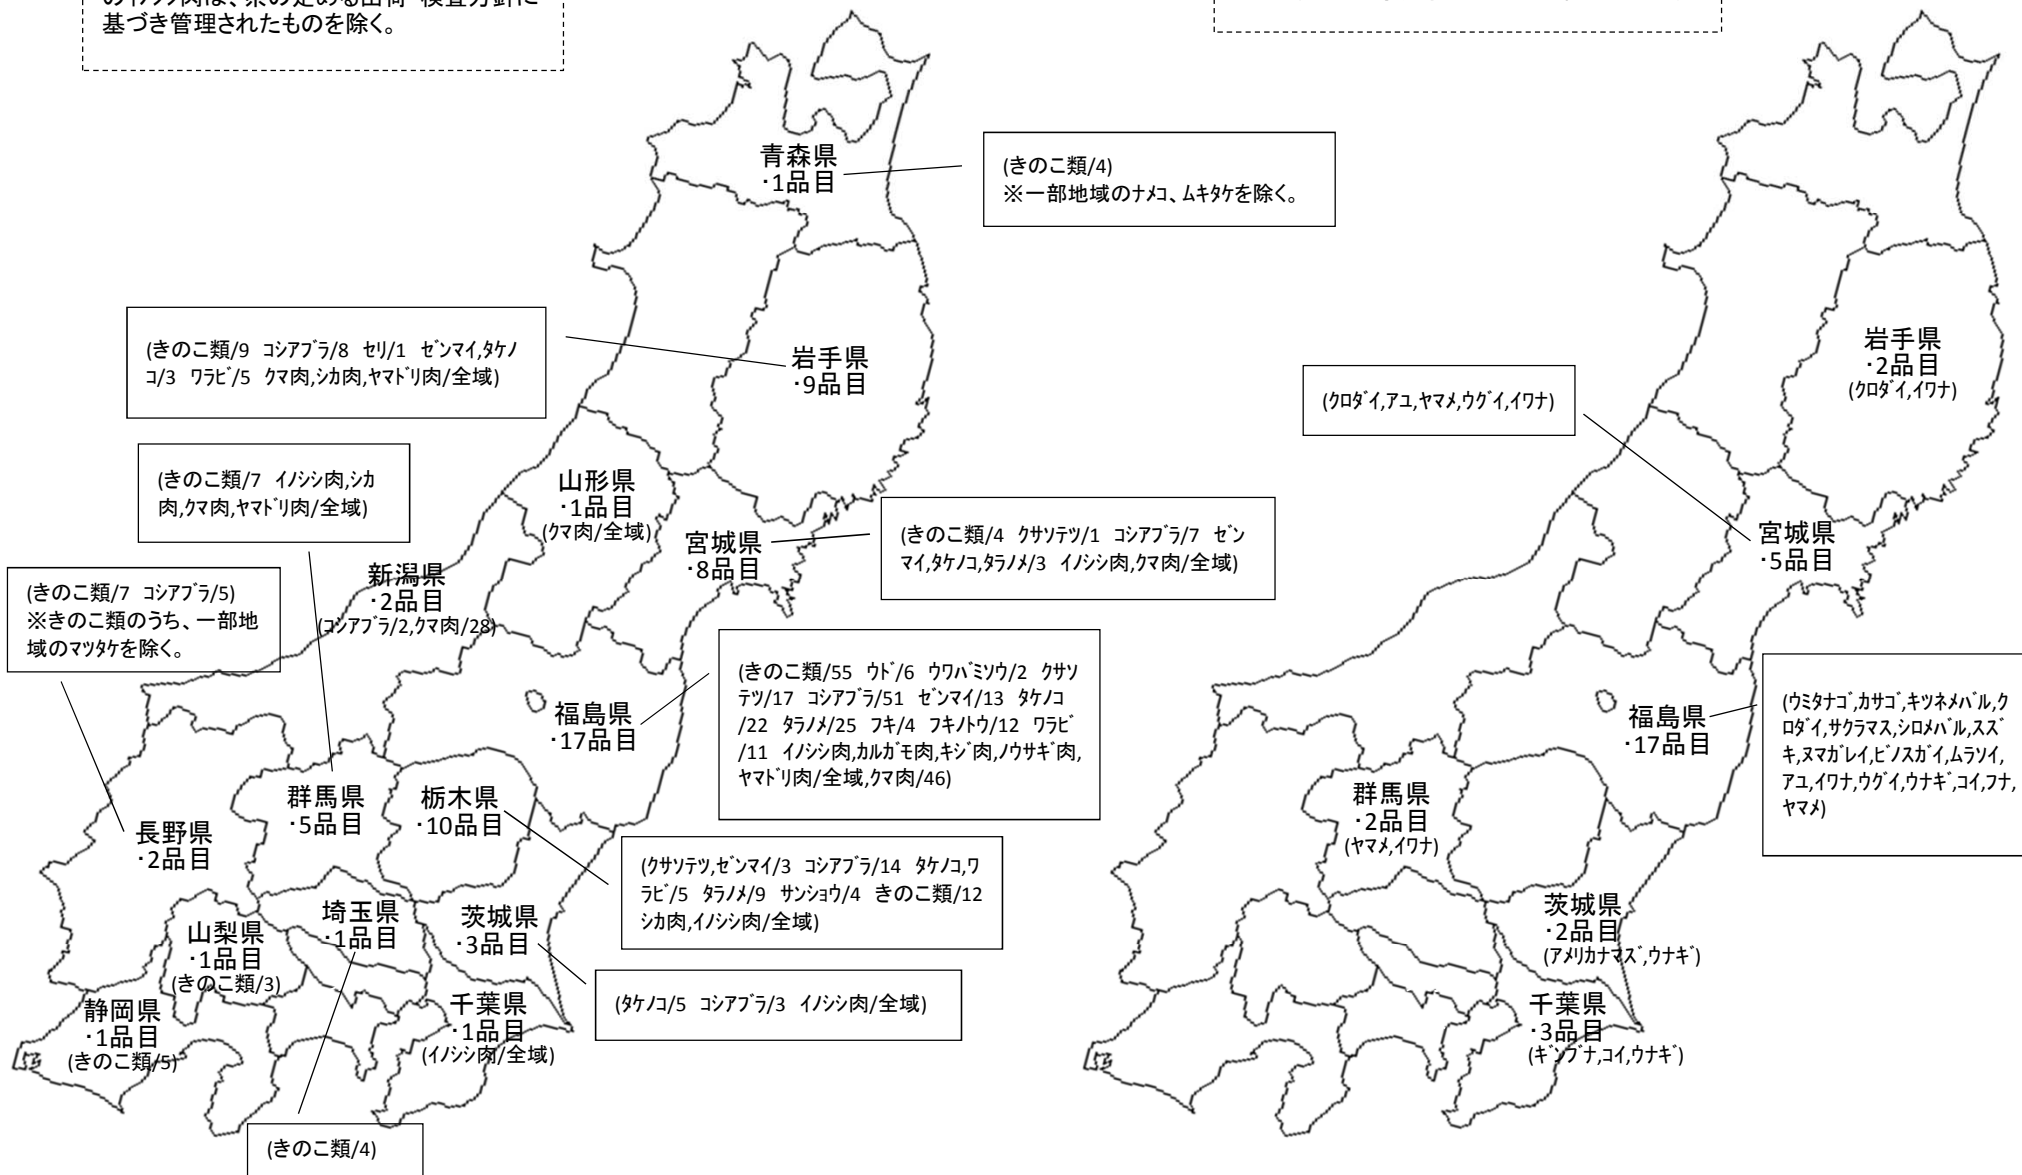 基づき管理されたものを除く。
青森県
・1品目
(きのこ類/4)
※一部地域のナメコ、ムキタケを除く。
(きのこ類/9 コシアブラ/8 セリ/1 ゼンマイ,タケノ
コ/3 ワラビ/5 クマ肉,シカ肉,ヤマドリ肉/全域)
岩手県
・9品目
(きのこ類/7 イノシシ肉,シカ
肉,クマ肉,ヤマドリ肉/全域)
山形県
・1品目
(クマ肉/全域)
宮城県
・8品目
(きのこ類/4 クサソテツ/1 コシアブラ/7 ゼン
マイ,タケノコ,タラノメ/3 イノシシ肉,クマ肉/全域)
新潟県
・2品目
(コシアブラ/2,クマ肉/28)
(きのこ類/7 コシアブラ/5)
※きのこ類のうち、一部地
域のマツタケを除く。
福島県
・17品目
(きのこ類/55 ウド/6 ウワバミソウ/2 クサソ
テツ/17 コシアブラ/51 ゼンマイ/13 タケノコ
/22 タラノメ/25 フキ/4 フキノトウ/12 ワラビ
/11 イノシシ肉,カルガモ肉,キジ肉,ノウサギ肉,
ヤマドリ肉/全域,クマ肉/46)
群馬県
・5品目
栃木県
・10品目
長野県
・2品目
(クサソテツ,ゼンマイ/3 コシアブラ/14 タケノコ,ワ
ラビ/5 タラノメ/9 サンショウ/4 きのこ類/12
シカ肉,イノシシ肉/全域)
埼玉県
・1品目
茨城県
・3品目
山梨県
・1品目
(きのこ類/3)
(タケノコ/5 コシアブラ/3 イノシシ肉/全域)
静岡県
・1品目
(きのこ類/5)
千葉県
・1品目
(イノシシ肉/全域)
(きのこ類/4)
岩手県
・2品目
(クロダイ,イワナ)
(クロダイ,アユ,ヤマメ,ウグイ,イワナ)
宮城県
・5品目
福島県
・17品目
(ウミタナゴ,カサゴ,キツネメバル,ク
ロダイ,サクラマス,シロメバル,スズ
キ,ヌマガレイ,ビノスガイ,ムラソイ,
アユ,イワナ,ウグイ,ウナギ,コイ,フナ,
ヤマメ)
群馬県
・2品目
(ヤマメ,イワナ)
茨城県
・2品目
(アメリカナマズ,ウナギ)
千葉県
・3品目
(ギンブナ,コイ,ウナギ)